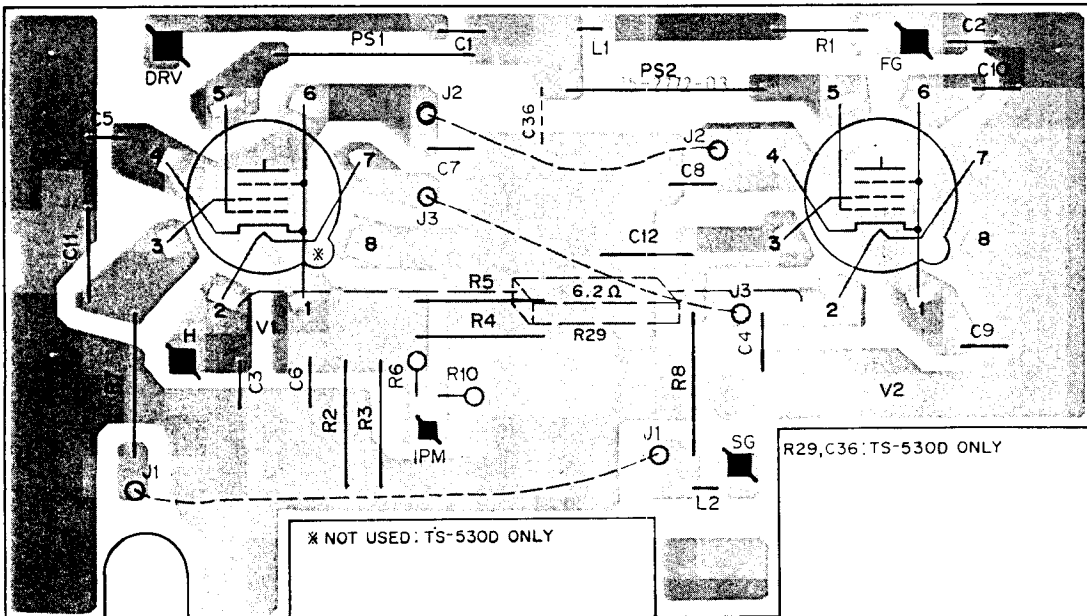 DRV
PS1
C1
L1
R1
FG
C2
C10
PS2
C36
J2
J2
C5
5
6
4
7
3
8
2
1
※
V1
C7
C8
J3
J3
C12
5
6
4
7
3
8
2
1
V2
C9
C11
R5
6.2Ω
R4
R29
H
C3
C6
R2
R3
R6
R10
IPM
R8
C4
J1
J1
SG
L2
※ NOT USED: TS-530D ONLY
R29,C36: TS-530D ONLY